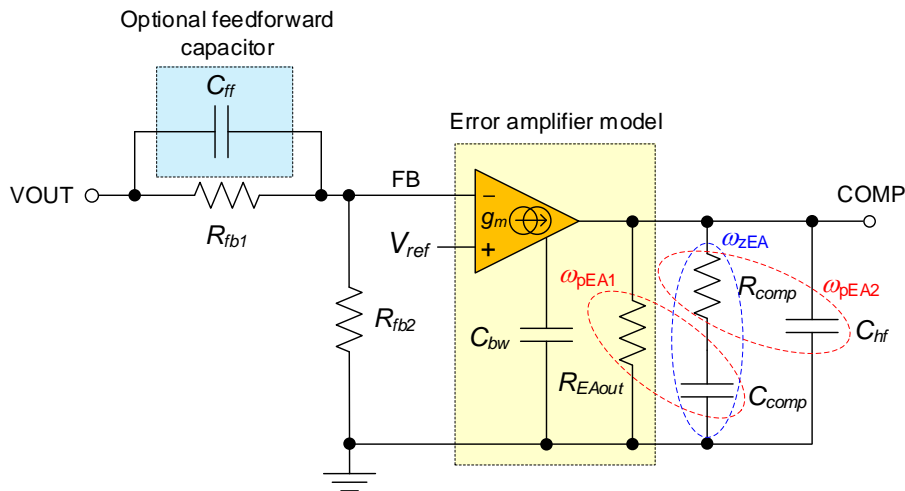 Optional feedforward
capacitor
Cff
Error amplifier model
VOUT
FB
COMP
Rfb1
gm
Vref
−
+
ωzEA
ωpEA1
ωpEA2
Rcomp
Rfb2
Cbw
REAout
Ccomp
Chf